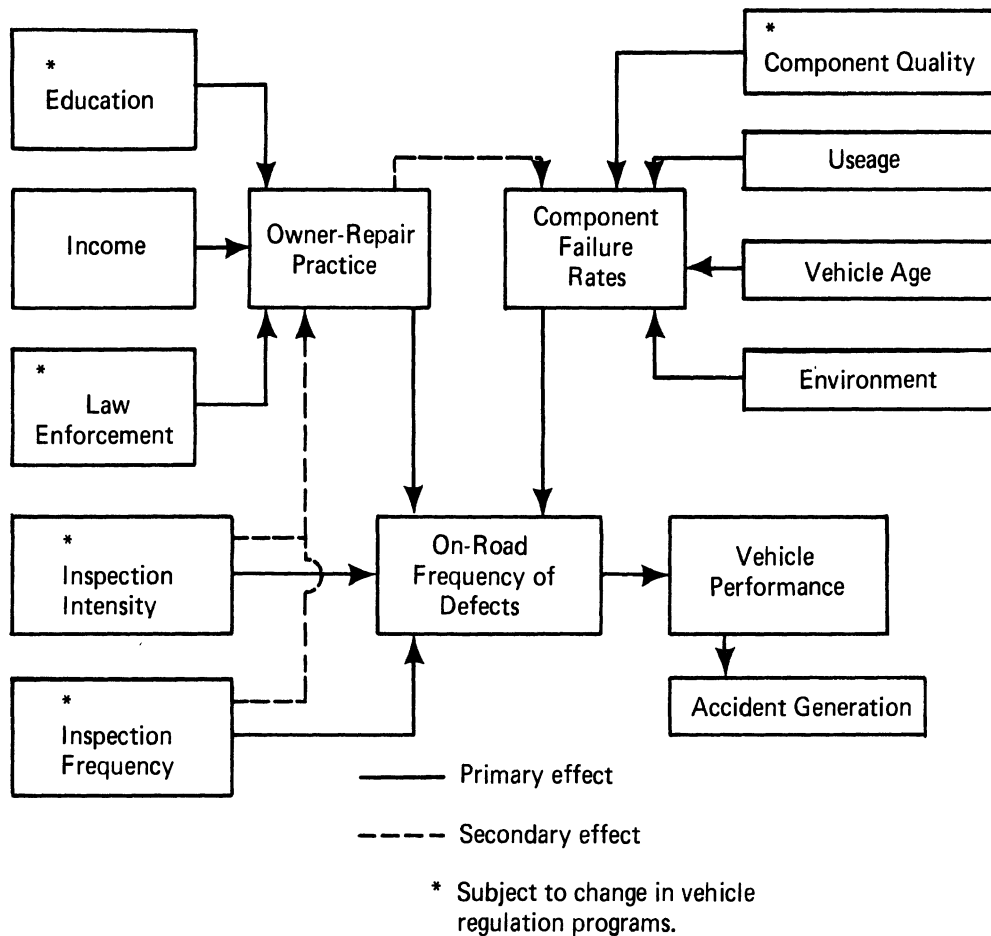 *
Education
Income
*
Law
Enforcement
*
Inspection
Intensity
*
Inspection
Frequency
Owner-Repair
Practice
Component
Failure
Rates
*
Component Quality
Useage
Vehicle Age
Environment
On-Road
Frequency of
Defects
Vehicle
Performance
Accident Generation
Primary effect
Secondary effect
* Subject to change in vehicle
regulation programs.